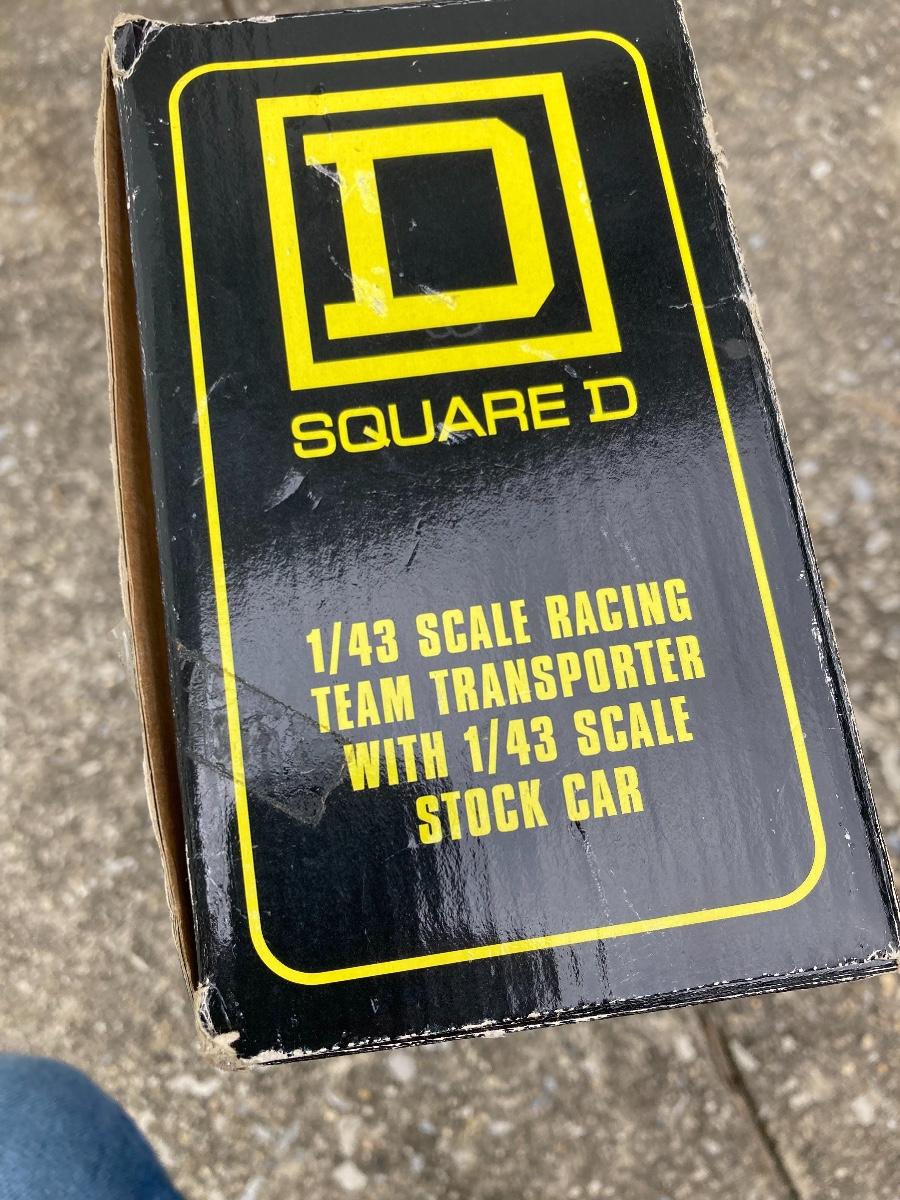 D
SQUARE D
1/43 SCALE RACING
TEAM TRANSPORTER
WITH 1/43 SCALE
STOCK CAR